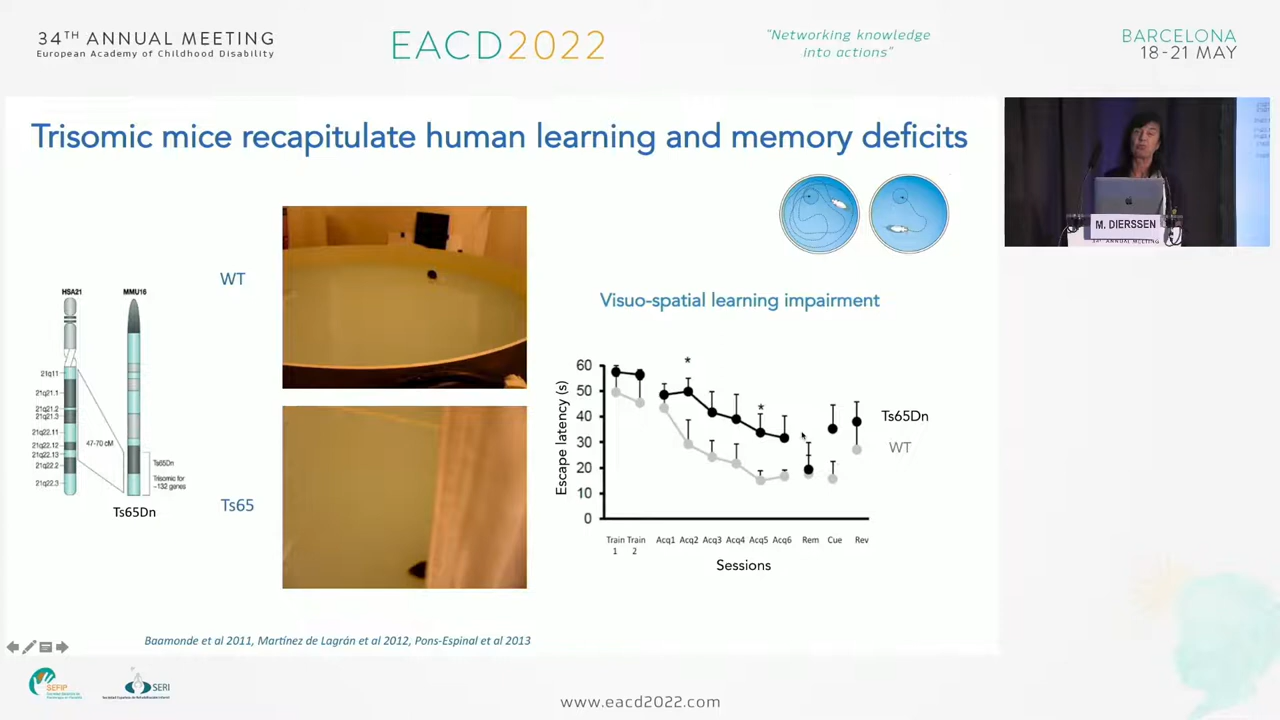 34TH ANNUAL MEETING
European Academy of Childhood Disability
EACD2022
"Networking knowledge
into actions"
BARCELONA
18-21 MAY
Trisomic mice recapitulate human learning and memory deficits
M. DIERSSEN
34TH ANNUAL MEETING
WT
Visuo-spatial learning impairment
HSA21
MMU16
21q11
21q21.1
21q21.2
21q21.3
21q22.11
21q22.12
21q22.13
21q22.2
21q22.3
47-70 cM
Ts65Dn
Trisomic for
~132 genes
Ts65Dn
Ts65
Escape latency (s)
60
50
40
30
20
10
0
*
*
Ts65Dn
WT
Train 1
Train 2
Acq1
Acq2
Acq3
Acq4
Acq5
Acq6
Rem
Cue
Rev
Sessions
Baamonde et al 2011, Martínez de Lagrán et al 2012, Pons-Espinal et al 2013
SEFIP
SERI
www.eacd2022.com